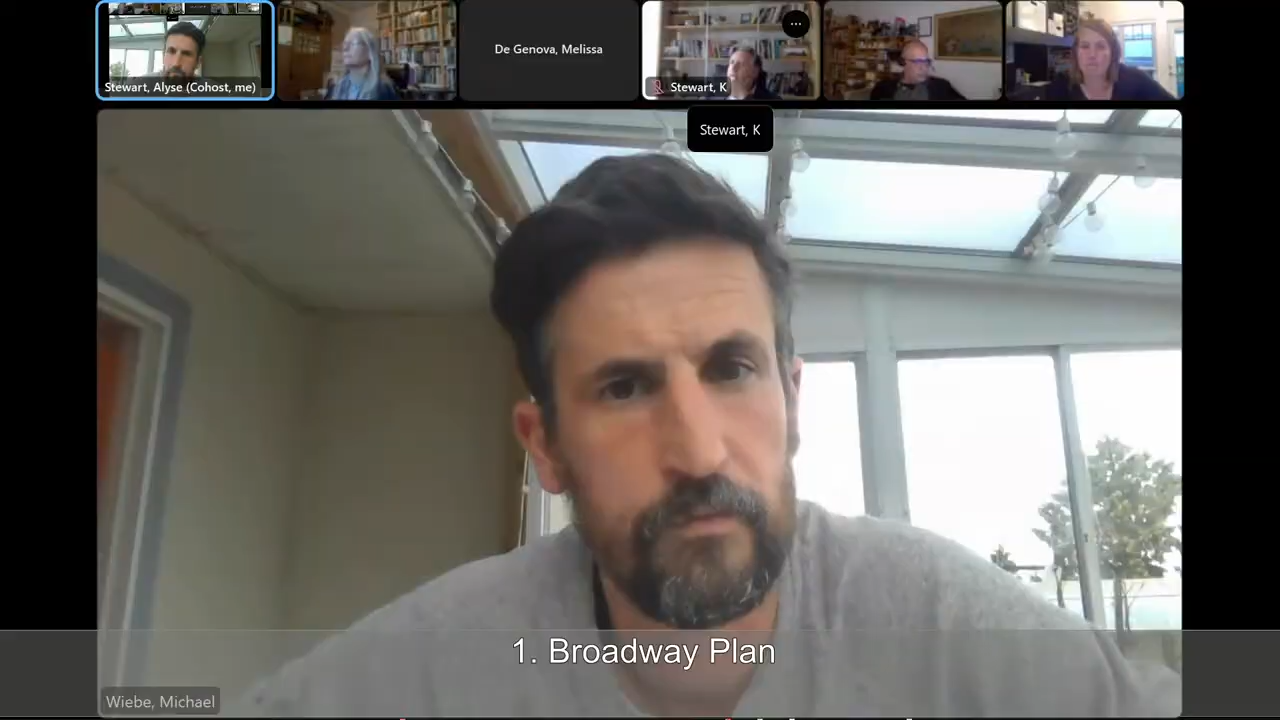 Stewart, Alyse (Cohost, me)
De Genova, Melissa
Stewart, K
Stewart, K
1. Broadway Plan
Wiebe, Michael